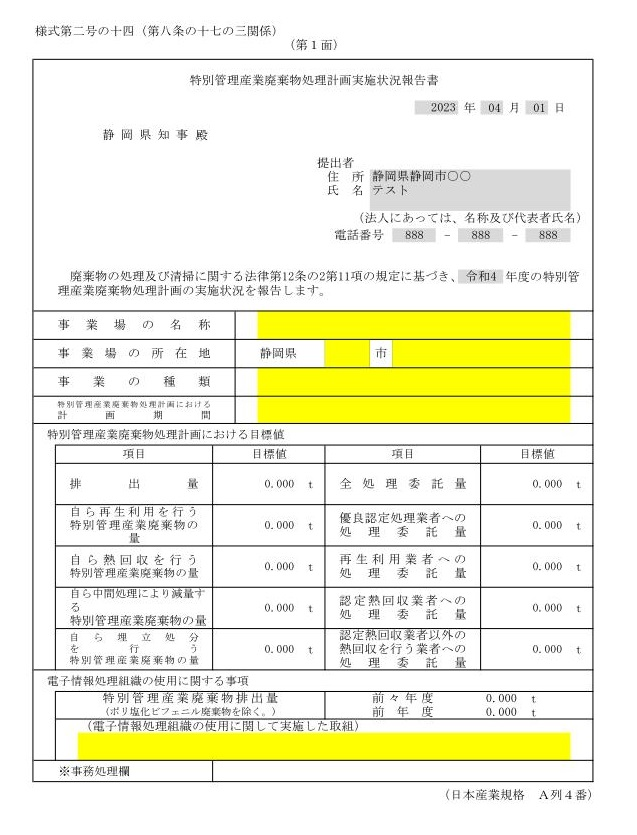 様式第二号の十四（第八条の十七の三関係）
（第１面）
特別管理産業廃棄物処理計画実施状況報告書
2023 年 04 月 01 日
静岡県知事殿
提出者
住　所 静岡県静岡市〇〇
氏　名 テスト
（法人にあっては、名称及び代表者氏名）
電話番号 888 － 888 － 888
廃棄物の処理及び清掃に関する法律第12条の2第11項の規定に基づき、 令和4 年度の特別管
理産業廃棄物処理計画の実施状況を報告します。
事業場の名称
事業場の所在地 静岡県 市
事業の種類
特別管理産業廃棄物処理計画における
計画期間
特別管理産業廃棄物処理計画における目標値
項目 目標値 項目 目標値
排出量 0.000 t 全処理委託量 0.000 t
自ら再生利用を行う
特別管理産業廃棄物の
量 0.000 t
優良認定処理業者への
処理委託量 0.000 t
自ら熱回収を行う
特別管理産業廃棄物の量 0.000 t
再生利用業者への
処理委託量 0.000 t
自ら中間処理により減量す
る
特別管理産業廃棄物の量 0.000 t
認定熱回収業者への
処理委託量 0.000 t
自ら埋立処分
を行う
特別管理産業廃棄物の量 0.000 t
認定熱回収業者以外の
熱回収を行う業者への
処理委託量 0.000 t
電子情報処理組織の使用に関する事項
特別管理産業廃棄物排出量
（ポリ塩化ビフェニル廃棄物を除く。）
前々年度 0.000 t
前年度 0.000 t
（電子情報処理組織の使用に関して実施した取組）
※事務処理欄
（日本産業規格　Ａ列４番）